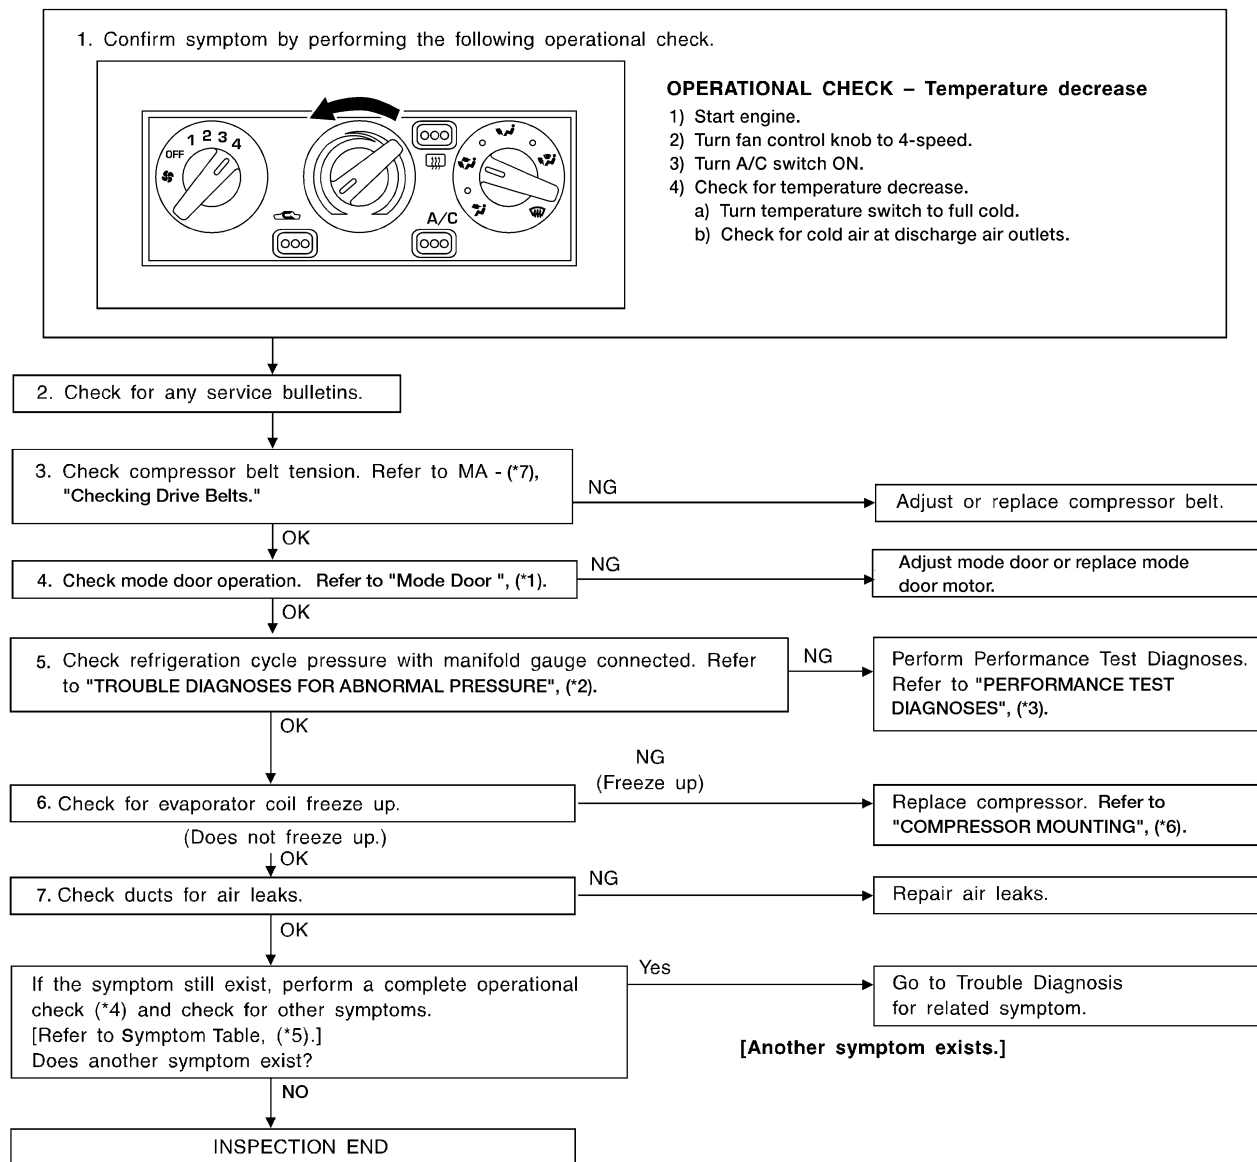 1. Confirm symptom by performing the following operational check.
OFF 1 2 3 4
A/C
OPERATIONAL CHECK – Temperature decrease
1) Start engine.
2) Turn fan control knob to 4-speed.
3) Turn A/C switch ON.
4) Check for temperature decrease.
a) Turn temperature switch to full cold.
b) Check for cold air at discharge air outlets.
2. Check for any service bulletins.
3. Check compressor belt tension. Refer to MA - (*7),
"Checking Drive Belts."
NG
Adjust or replace compressor belt.
OK
4. Check mode door operation. Refer to "Mode Door ", (*1).
NG
Adjust mode door or replace mode
door motor.
OK
5. Check refrigeration cycle pressure with manifold gauge connected. Refer
to "TROUBLE DIAGNOSES FOR ABNORMAL PRESSURE", (*2).
NG
Perform Performance Test Diagnoses.
Refer to "PERFORMANCE TEST
DIAGNOSES", (*3).
OK
6. Check for evaporator coil freeze up.
NG
(Freeze up)
Replace compressor. Refer to
"COMPRESSOR MOUNTING", (*6).
(Does not freeze up.)
OK
7. Check ducts for air leaks.
NG
Repair air leaks.
OK
If the symptom still exist, perform a complete operational
check (*4) and check for other symptoms.
[Refer to Symptom Table, (*5).]
Does another symptom exist?
Yes
Go to Trouble Diagnosis
for related symptom.
[Another symptom exists.]
NO
INSPECTION END